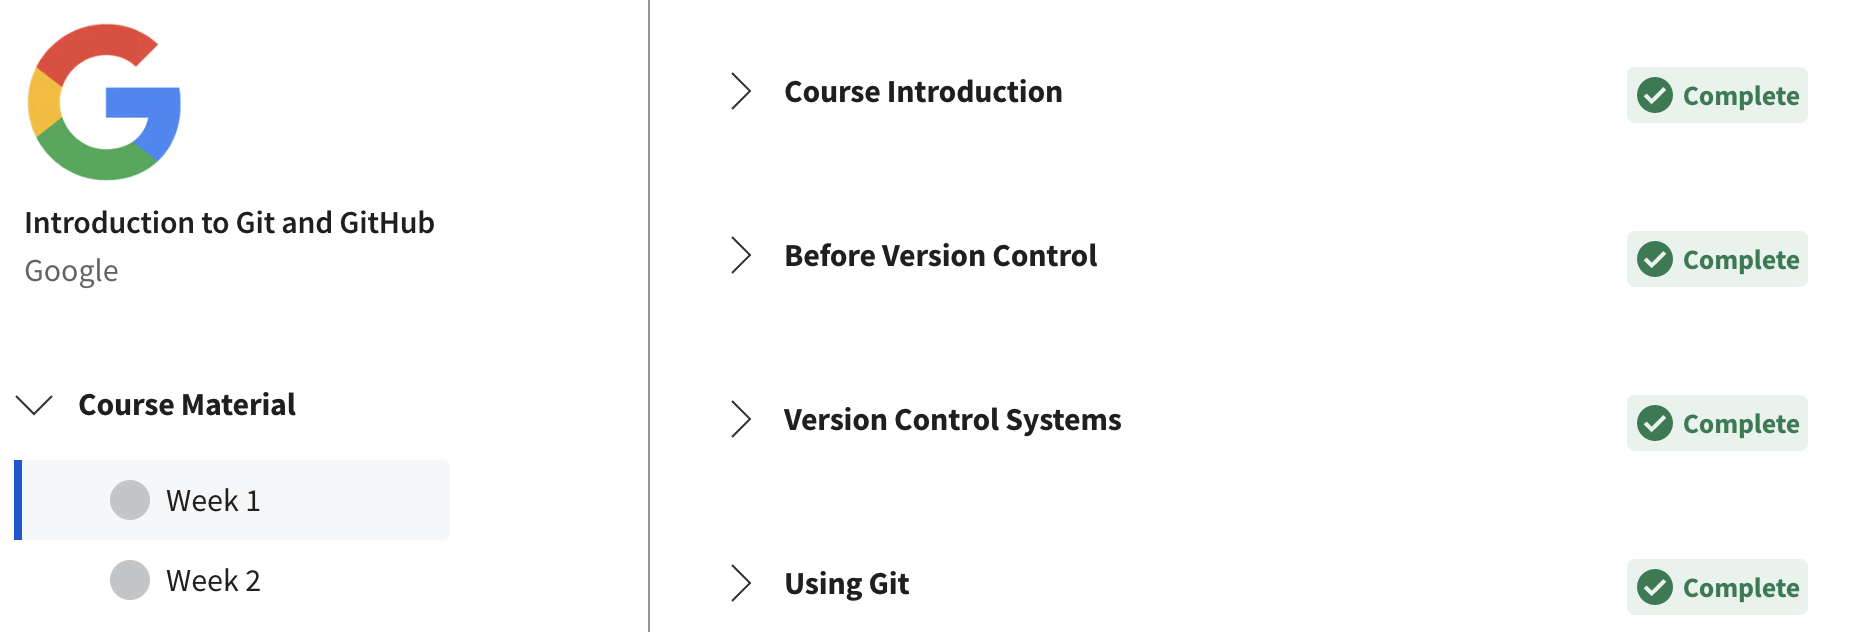 Introduction to Git and GitHub
Google
Course Material
Week 1
Week 2
Course Introduction
Complete
Before Version Control
Complete
Version Control Systems
Complete
Using Git
Complete